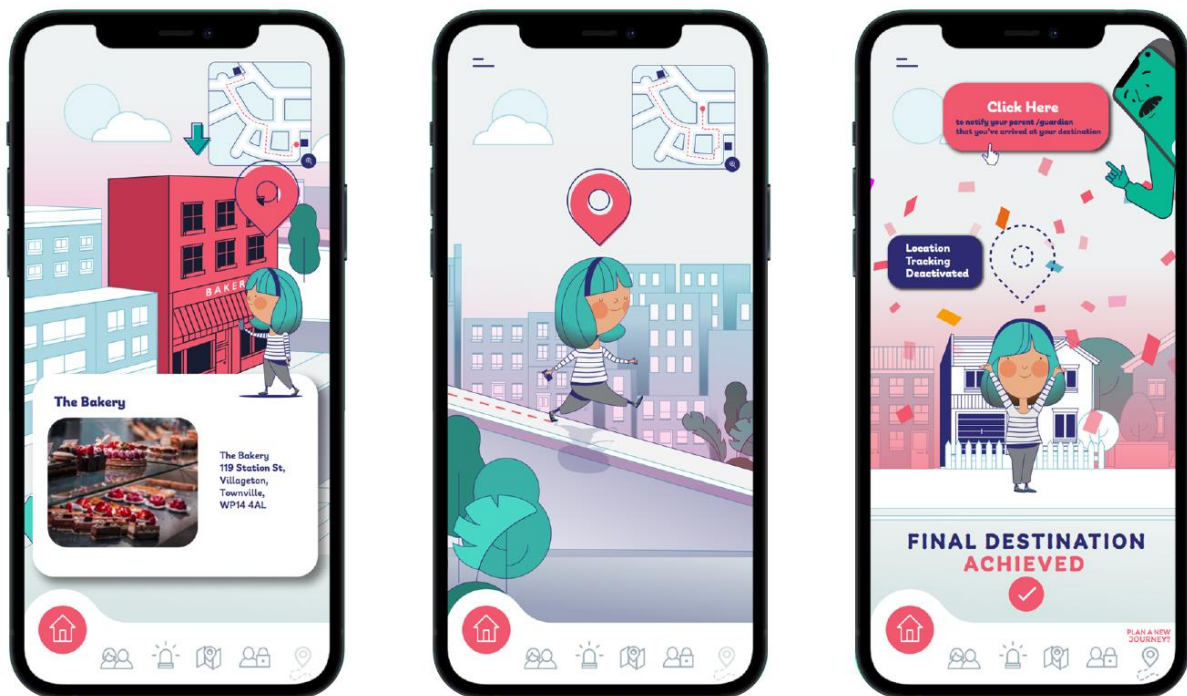 BAKER
The Bakery
The Bakery
119 Station St,
Villageton,
Townville,
WP14 4AL
Click Here
to notify your parent /guardian
that you've arrived at your destination
Location
Tracking
Deactivated
FINAL DESTINATION
ACHIEVED
PLAN A NEW
JOURNEY?